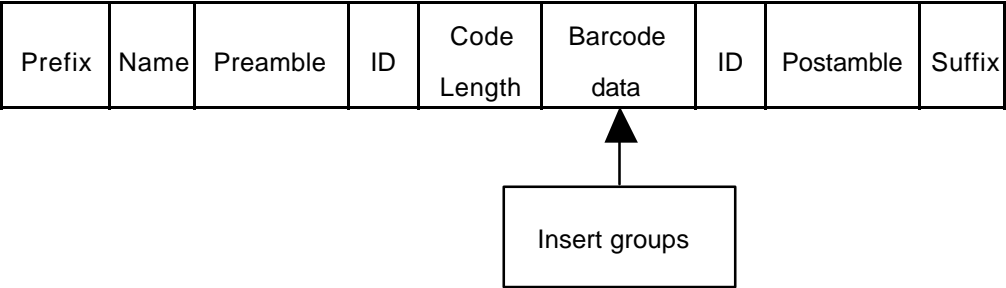 Prefix
Name
Preamble
ID
Code
Length
Barcode
data
ID
Postamble
Suffix
Insert groups